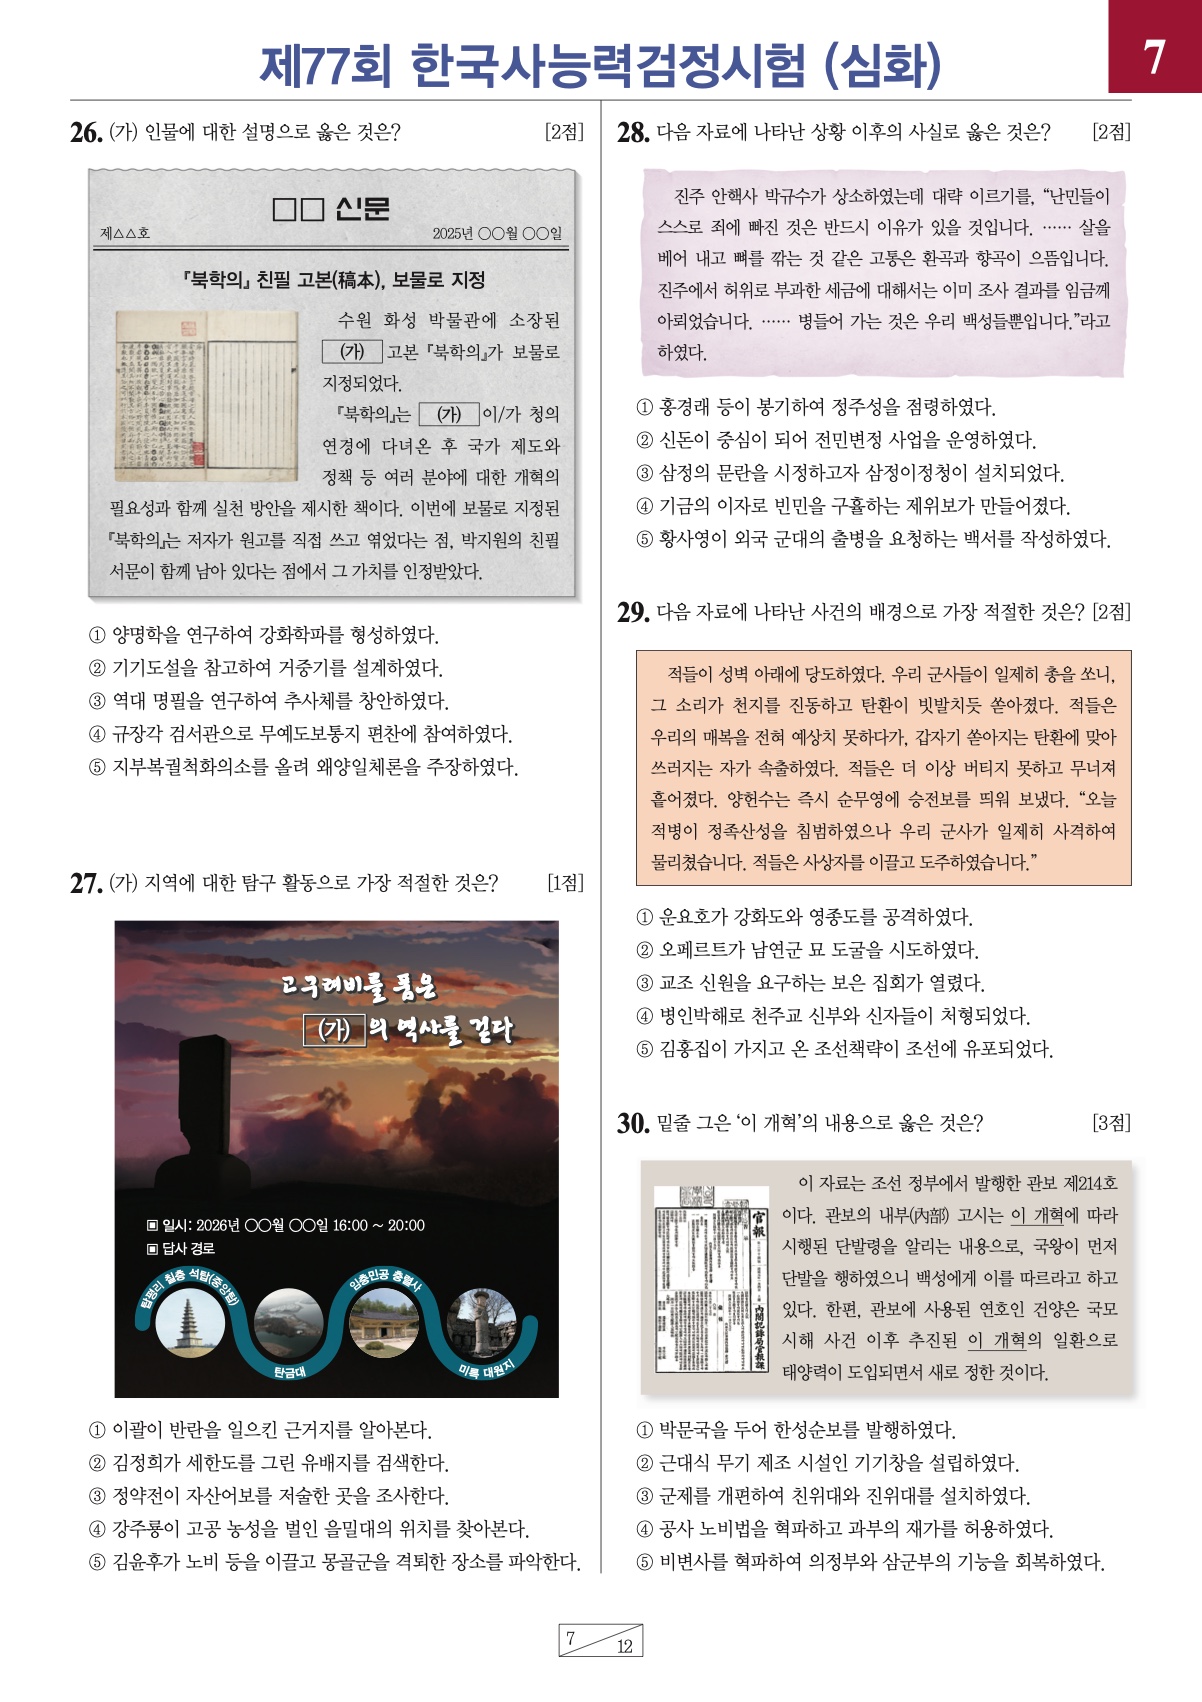 제77회 한국사능력검정시험 (심화)
7
26. (가) 인물에 대한 설명으로 옳은 것은? [2점]
□□ 신문
제△△호 2025년 ○○월 ○○일
『북학의』 친필 고본(稿本), 보물로 지정
수원 화성 박물관에 소장된
(가) 고본 『북학의』가 보물로
지정되었다.
『북학의』는 (가) 이/가 청의
연경에 다녀온 후 국가 제도와
정책 등 여러 분야에 대한 개혁의
필요성과 함께 실천 방안을 제시한 책이다. 이번에 보물로 지정된
『북학의』는 저자가 원고를 직접 쓰고 엮었다는 점, 박지원의 친필
서문이 함께 남아 있다는 점에서 그 가치를 인정받았다.
① 양명학을 연구하여 강화학파를 형성하였다.
② 기기도설을 참고하여 거중기를 설계하였다.
③ 역대 명필을 연구하여 추사체를 창안하였다.
④ 규장각 검서관으로 무예도보통지 편찬에 참여하였다.
⑤ 지부복궐척화의소를 올려 왜양일체론을 주장하였다.
27. (가) 지역에 대한 탐구 활동으로 가장 적절한 것은? [1점]
고구려비를 품은
(가) 의 역사를 걷다
▣ 일시: 2026년 ○○월 ○○일 16:00 ~ 20:00
▣ 답사 경로
탑평리 칠층 석탑(중앙탑)
탄금대
임충민공 충렬사
미륵 대원지
① 이괄이 반란을 일으킨 근거지를 알아본다.
② 김정희가 세한도를 그린 유배지를 검색한다.
③ 정약전이 자산어보를 저술한 곳을 조사한다.
④ 강주룡이 고공 농성을 벌인 을밀대의 위치를 찾아본다.
⑤ 김윤후가 노비 등을 이끌고 몽골군을 격퇴한 장소를 파악한다.
28. 다음 자료에 나타난 상황 이후의 사실로 옳은 것은? [2점]
진주 안핵사 박규수가 상소하였는데 대략 이르기를, “난민들이
스스로 죄에 빠진 것은 반드시 이유가 있을 것입니다. …… 살을
베어 내고 뼈를 깎는 것 같은 고통은 환곡과 향곡이 으뜸입니다.
진주에서 허위로 부과한 세금에 대해서는 이미 조사 결과를 임금께
아뢰었습니다. …… 병들어 가는 것은 우리 백성들뿐입니다.”라고
하였다.
① 홍경래 등이 봉기하여 정주성을 점령하였다.
② 신돈이 중심이 되어 전민변정 사업을 운영하였다.
③ 삼정의 문란을 시정하고자 삼정이정청이 설치되었다.
④ 기금의 이자로 빈민을 구휼하는 제위보가 만들어졌다.
⑤ 황사영이 외국 군대의 출병을 요청하는 백서를 작성하였다.
29. 다음 자료에 나타난 사건의 배경으로 가장 적절한 것은? [2점]
적들이 성벽 아래에 당도하였다. 우리 군사들이 일제히 총을 쏘니,
그 소리가 천지를 진동하고 탄환이 빗발치듯 쏟아졌다. 적들은
우리의 매복을 전혀 예상치 못하다가, 갑자기 쏟아지는 탄환에 맞아
쓰러지는 자가 속출하였다. 적들은 더 이상 버티지 못하고 무너져
흩어졌다. 양헌수는 즉시 순무영에 승전보를 띄워 보냈다. “오늘
적병이 정족산성을 침범하였으나 우리 군사가 일제히 사격하여
물리쳤습니다. 적들은 사상자를 이끌고 도주하였습니다.”
① 운요호가 강화도와 영종도를 공격하였다.
② 오페르트가 남연군 묘 도굴을 시도하였다.
③ 교조 신원을 요구하는 보은 집회가 열렸다.
④ 병인박해로 천주교 신부와 신자들이 처형되었다.
⑤ 김홍집이 가지고 온 조선책략이 조선에 유포되었다.
30. 밑줄 그은 ‘이 개혁’의 내용으로 옳은 것은? [3점]
官報
內閣記錄局官報課
이 자료는 조선 정부에서 발행한 관보 제214호
이다. 관보의 내부(內部) 고시는 이 개혁에 따라
시행된 단발령을 알리는 내용으로, 국왕이 먼저
단발을 행하였으니 백성에게 이를 따르라고 하고
있다. 한편, 관보에 사용된 연호인 건양은 국모
시해 사건 이후 추진된 이 개혁의 일환으로
태양력이 도입되면서 새로 정한 것이다.
① 박문국을 두어 한성순보를 발행하였다.
② 근대식 무기 제조 시설인 기기창을 설립하였다.
③ 군제를 개편하여 친위대와 진위대를 설치하였다.
④ 공사 노비법을 혁파하고 과부의 재가를 허용하였다.
⑤ 비변사를 혁파하여 의정부와 삼군부의 기능을 회복하였다.
7 12